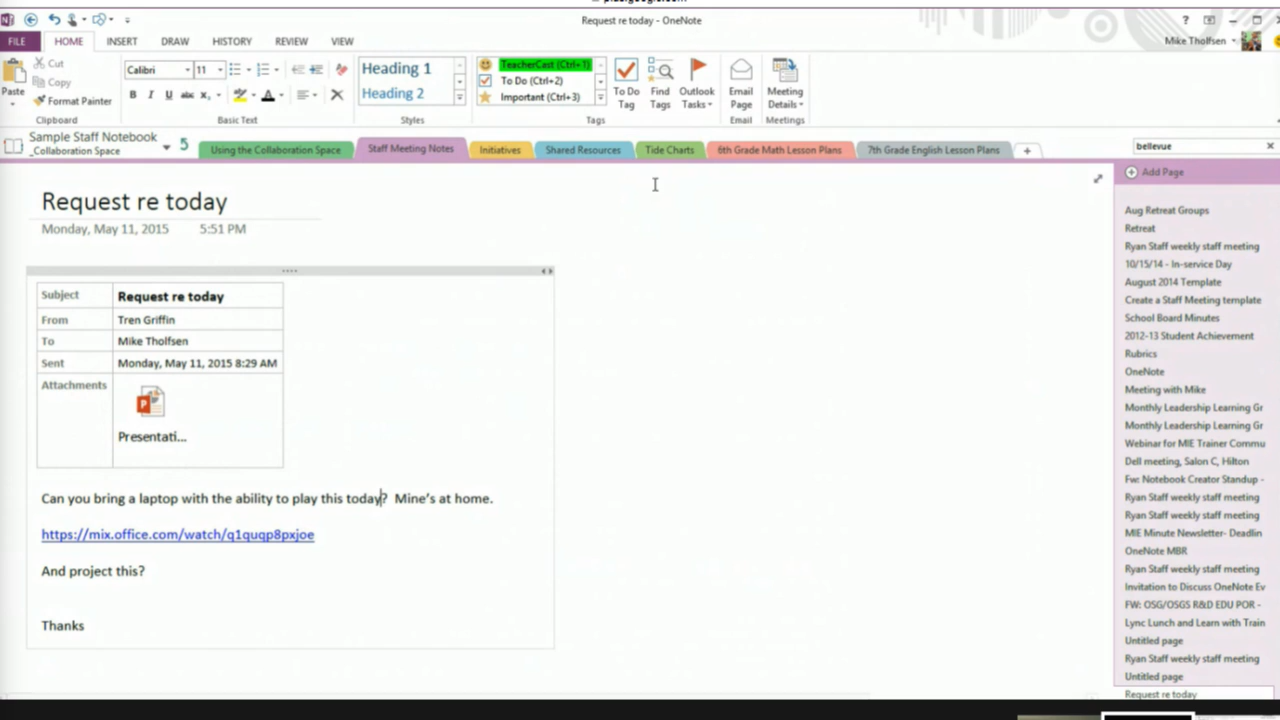 Request re today - OneNote
FILE HOME INSERT DRAW HISTORY REVIEW VIEW
Mike Tholfsen
Paste
Cut
Copy
Format Painter
Clipboard
Calibri 11
B I U abc X₂
Basic Text
Heading 1
Heading 2
Styles
TeacherCast (Ctrl+1)
To Do (Ctrl+2)
Important (Ctrl+3)
To Do Tag
Find Tags
Outlook Tasks
Tags
Email Page
Email
Meeting Details
Meetings
Sample Staff Notebook
_Collaboration Space
Using the Collaboration Space
Staff Meeting Notes
Initiatives
Shared Resources
Tide Charts
6th Grade Math Lesson Plans
7th Grade English Lesson Plans
bellevue
Request re today
Monday, May 11, 2015 5:51 PM
Subject Request re today
From Tren Griffin
To Mike Tholfsen
Sent Monday, May 11, 2015 8:29 AM
Attachments
Presentati...
Can you bring a laptop with the ability to play this today? Mine's at home.
https://mix.office.com/watch/q1quqp8pxjoe
And project this?
Thanks
Add Page
Aug Retreat Groups
Retreat
Ryan Staff weekly staff meeting
10/15/14 - In-service Day
August 2014 Template
Create a Staff Meeting template
School Board Minutes
2012-13 Student Achievement
Rubrics
OneNote
Meeting with Mike
Monthly Leadership Learning Gr
Monthly Leadership Learning Gr
Webinar for MIE Trainer Commu
Dell meeting, Salon C, Hilton
Fw: Notebook Creator Standup -
Ryan Staff weekly staff meeting
Ryan Staff weekly staff meeting
MIE Minute Newsletter- Deadlin
OneNote MBR
Ryan Staff weekly staff meeting
Invitation to Discuss OneNote Ev
FW: OSG/OSGS R&D EDU POR -
Lync Lunch and Learn with Train
Untitled page
Ryan Staff weekly staff meeting
Untitled page
Request re today